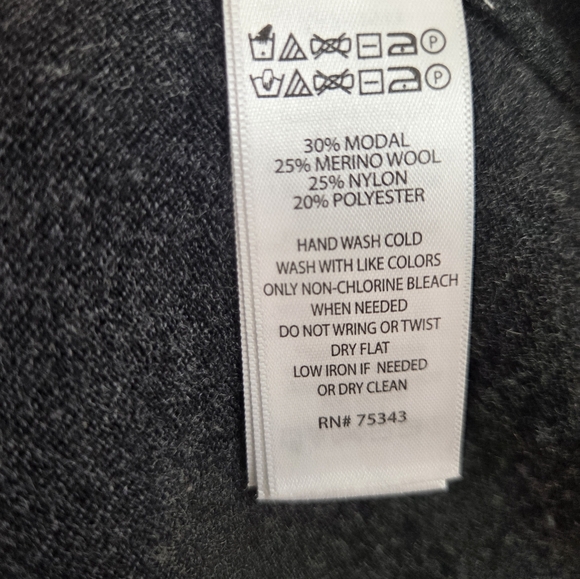 P
P
30% MODAL
25% MERINO WOOL
25% NYLON
20% POLYESTER
HAND WASH COLD
WASH WITH LIKE COLORS
ONLY NON-CHLORINE BLEACH
WHEN NEEDED
DO NOT WRING OR TWIST
DRY FLAT
LOW IRON IF NEEDED
OR DRY CLEAN
RN# 75343